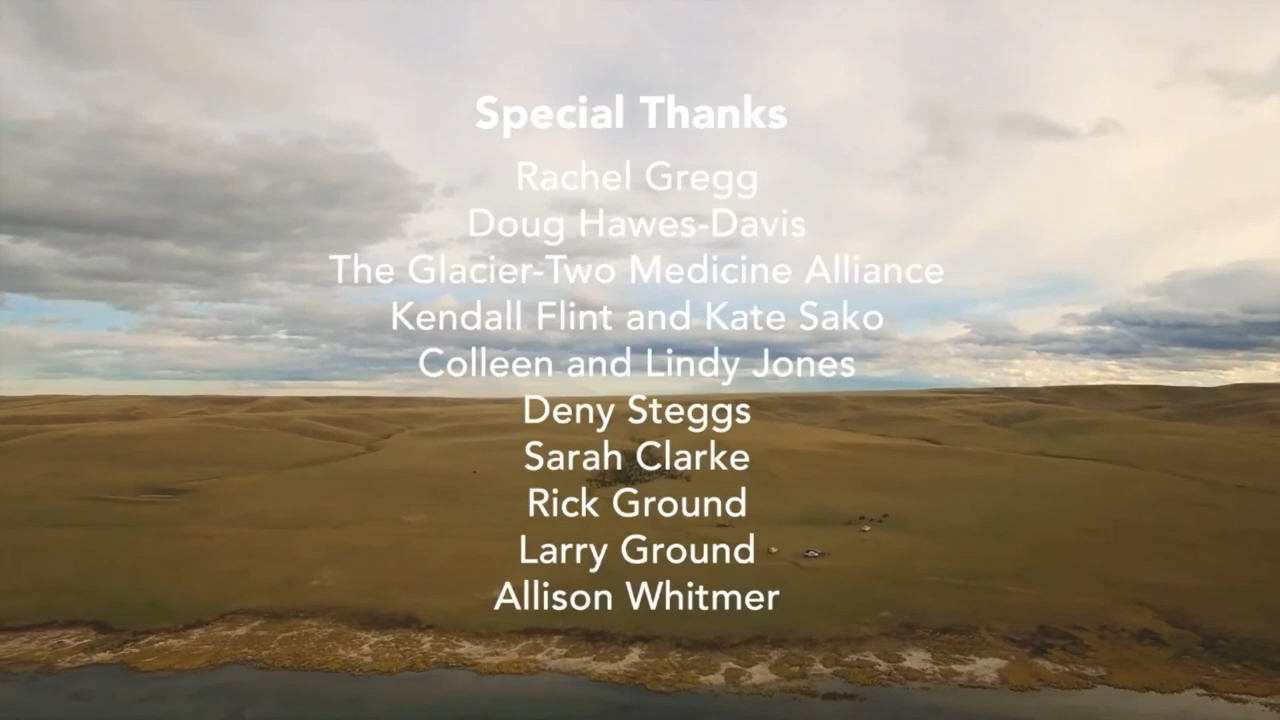 Special Thanks
Rachel Gregg
Doug Hawes-Davis
The Glacier-Two Medicine Alliance
Kendall Flint and Kate Sako
Colleen and Lindy Jones
Deny Steggs
Sarah Clarke
Rick Ground
Larry Ground
Allison Whitmer